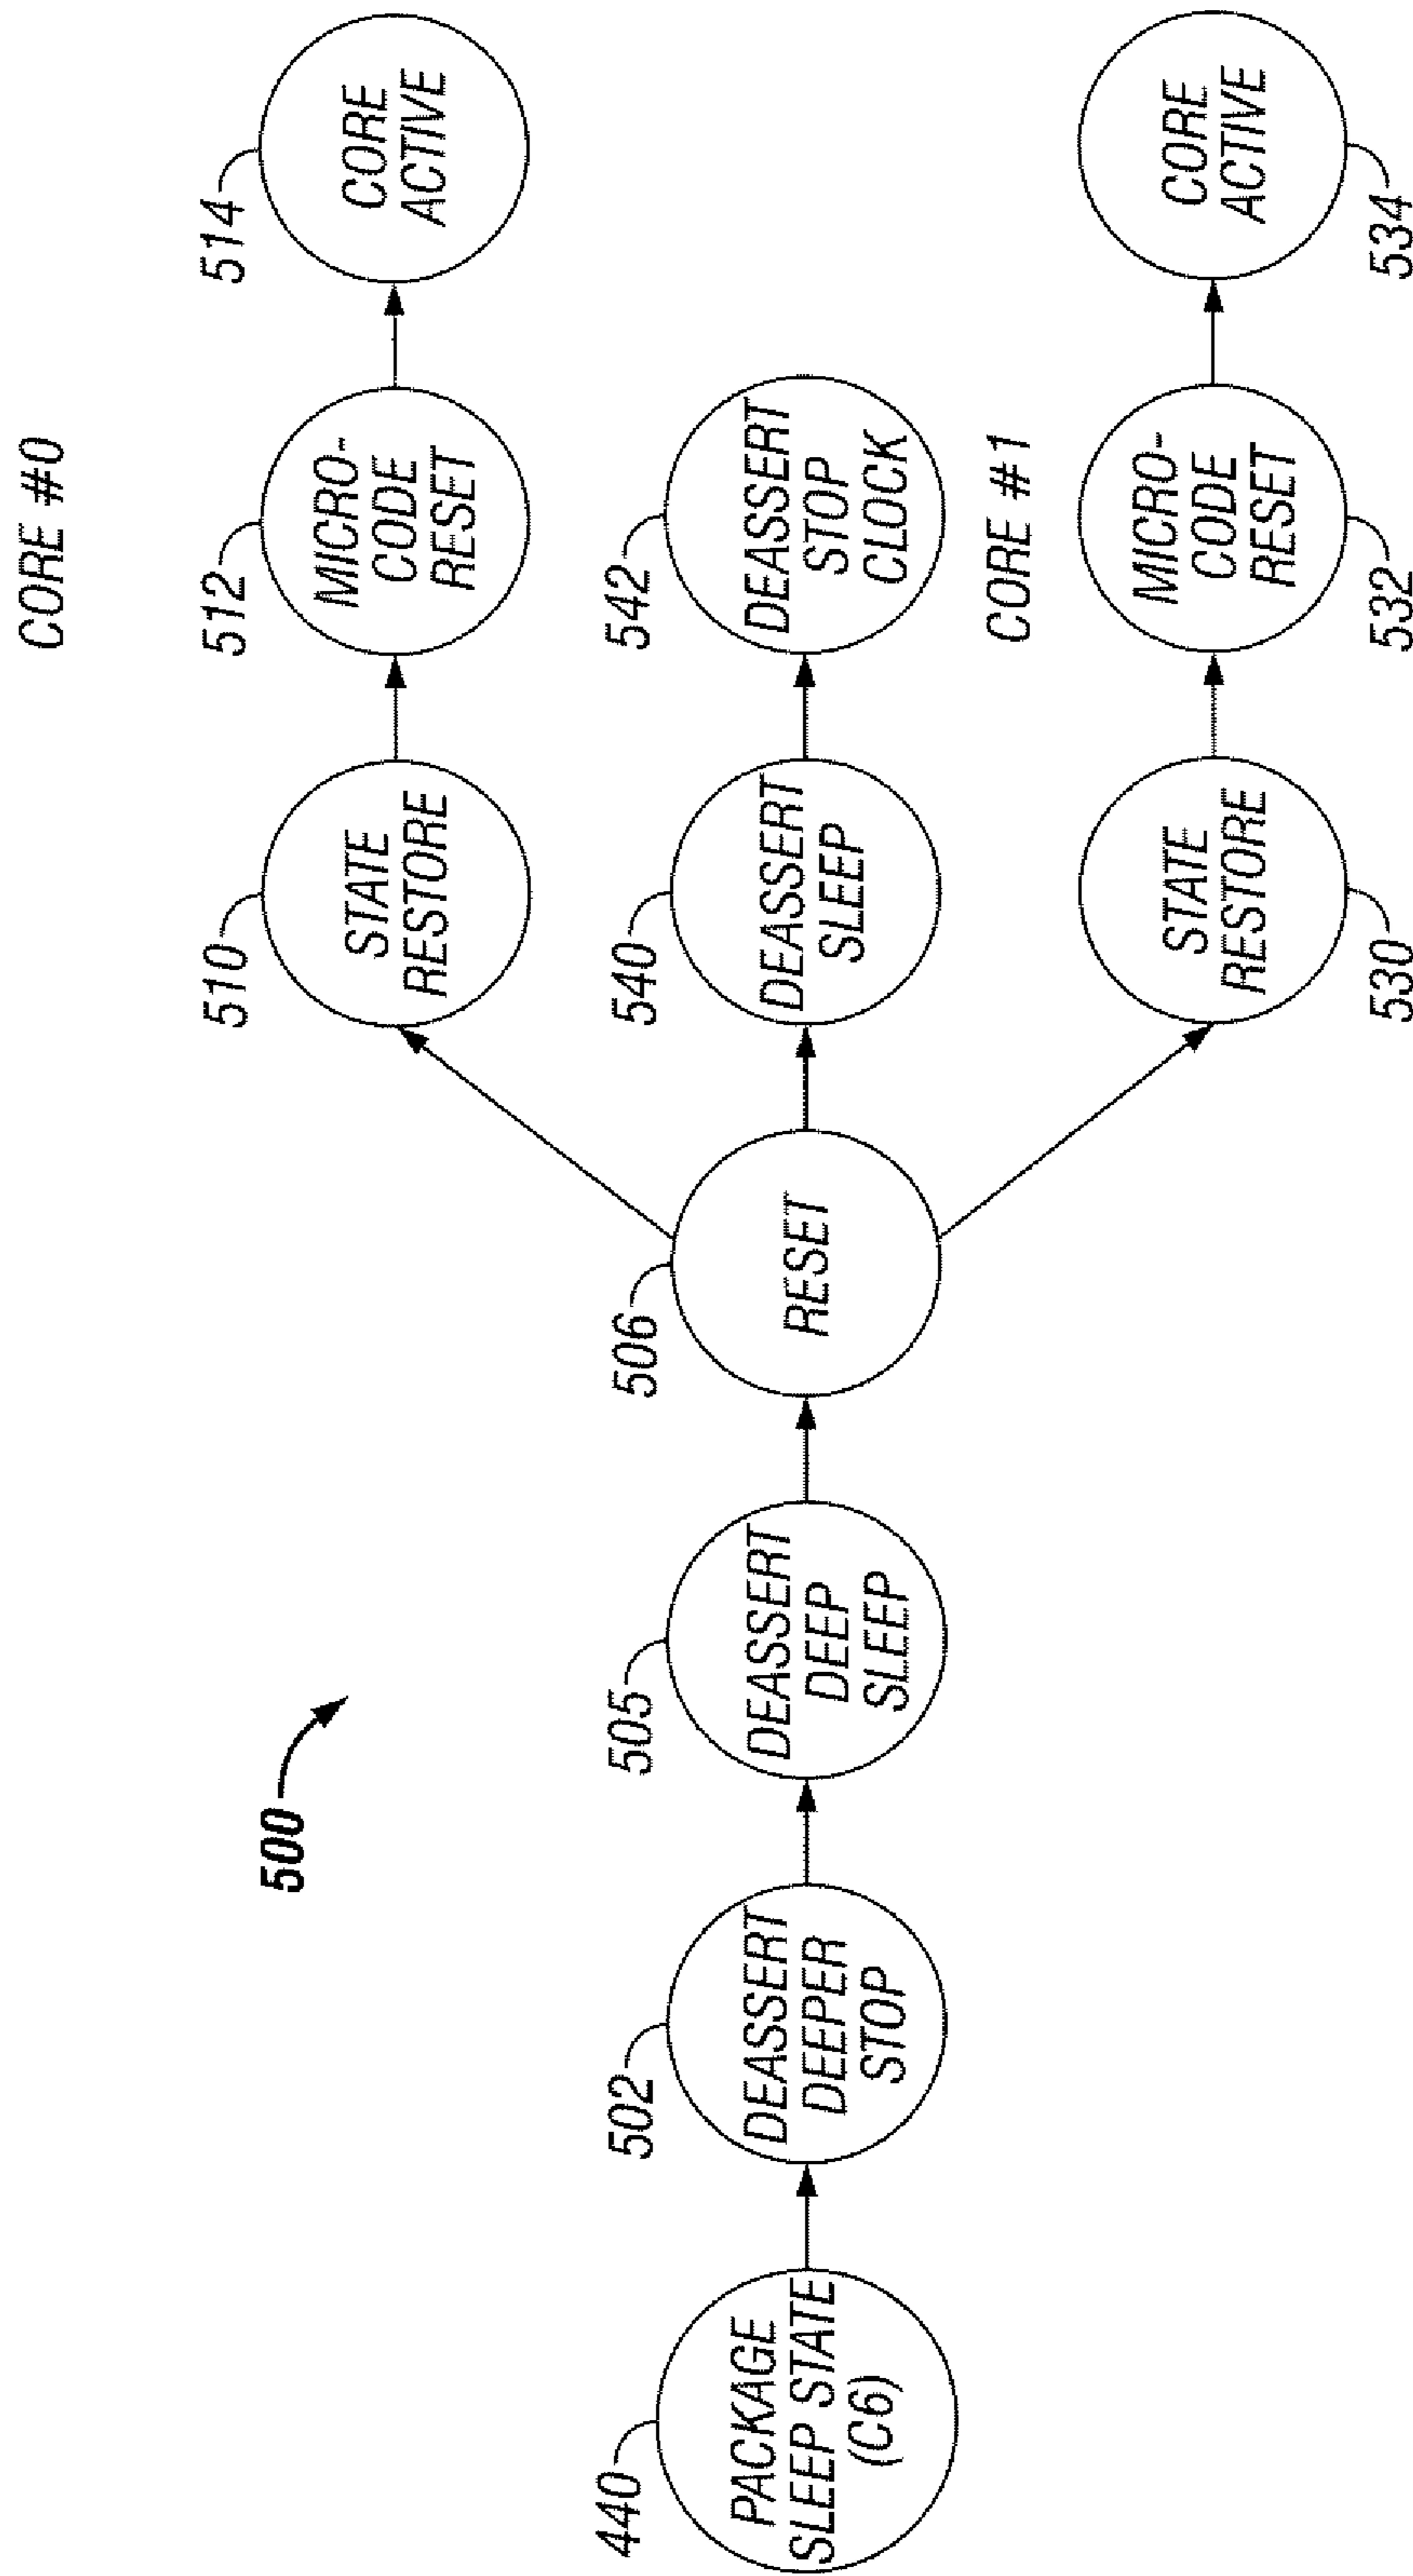 500
440
PACKAGE
SLEEP STATE
(C6)
502
DEASSERT
DEEPER
STOP
505
DEASSERT
DEEP
SLEEP
506
RESET
CORE #0
510
STATE
RESTORE
512
MICRO-
CODE
RESET
514
CORE
ACTIVE
540
DEASSERT
SLEEP
542
DEASSERT
STOP
CLOCK
CORE #1
STATE
RESTORE
530
MICRO-
CODE
RESET
532
CORE
ACTIVE
534